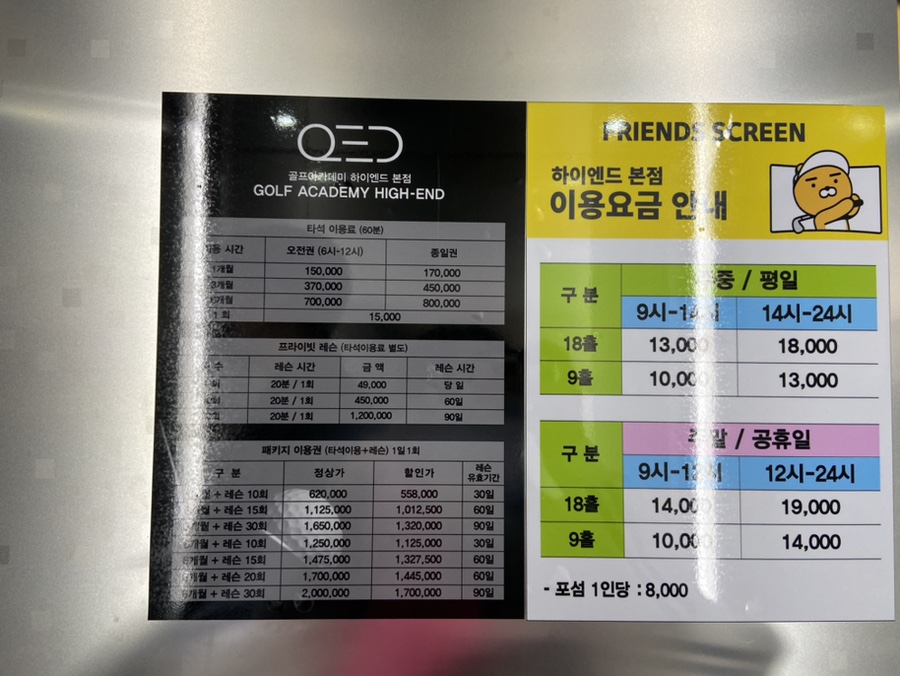 QED
골프아카데미 하이엔드 본점
GOLF ACADEMY HIGH-END
타석 이용료 (60분)
시간 오전권 (6시-12시) 종일권
150,000 170,000
370,000 450,000
700,000 800,000
15,000
프라이빗 레슨 (타석이용료 별도)
레슨 시간 금 액 레슨 시간
20분 / 1회 49,000 당 일
20분 / 1회 450,000 60일
20분 / 1회 1,200,000 90일
패키지 이용권 (타석이용+레슨) 1일 1회
구 분 정상가 할인가 레슨
유효기간
+ 레슨 10회 620,000 558,000 30일
+ 레슨 15회 1,125,000 1,012,500 60일
+ 레슨 30회 1,650,000 1,320,000 90일
+ 레슨 10회 1,250,000 1,125,000 30일
+ 레슨 15회 1,475,000 1,327,500 60일
+ 레슨 20회 1,700,000 1,445,000 60일
+ 레슨 30회 2,000,000 1,700,000 90일
FRIENDS SCREEN
하이엔드 본점
이용요금 안내
구 분 주중 / 평일
9시-14시 14시-24시
18홀 13,000 18,000
9홀 10,000 13,000
구 분 주말 / 공휴일
9시-12시 12시-24시
18홀 14,000 19,000
9홀 10,000 14,000
- 포섬 1인당 : 8,000